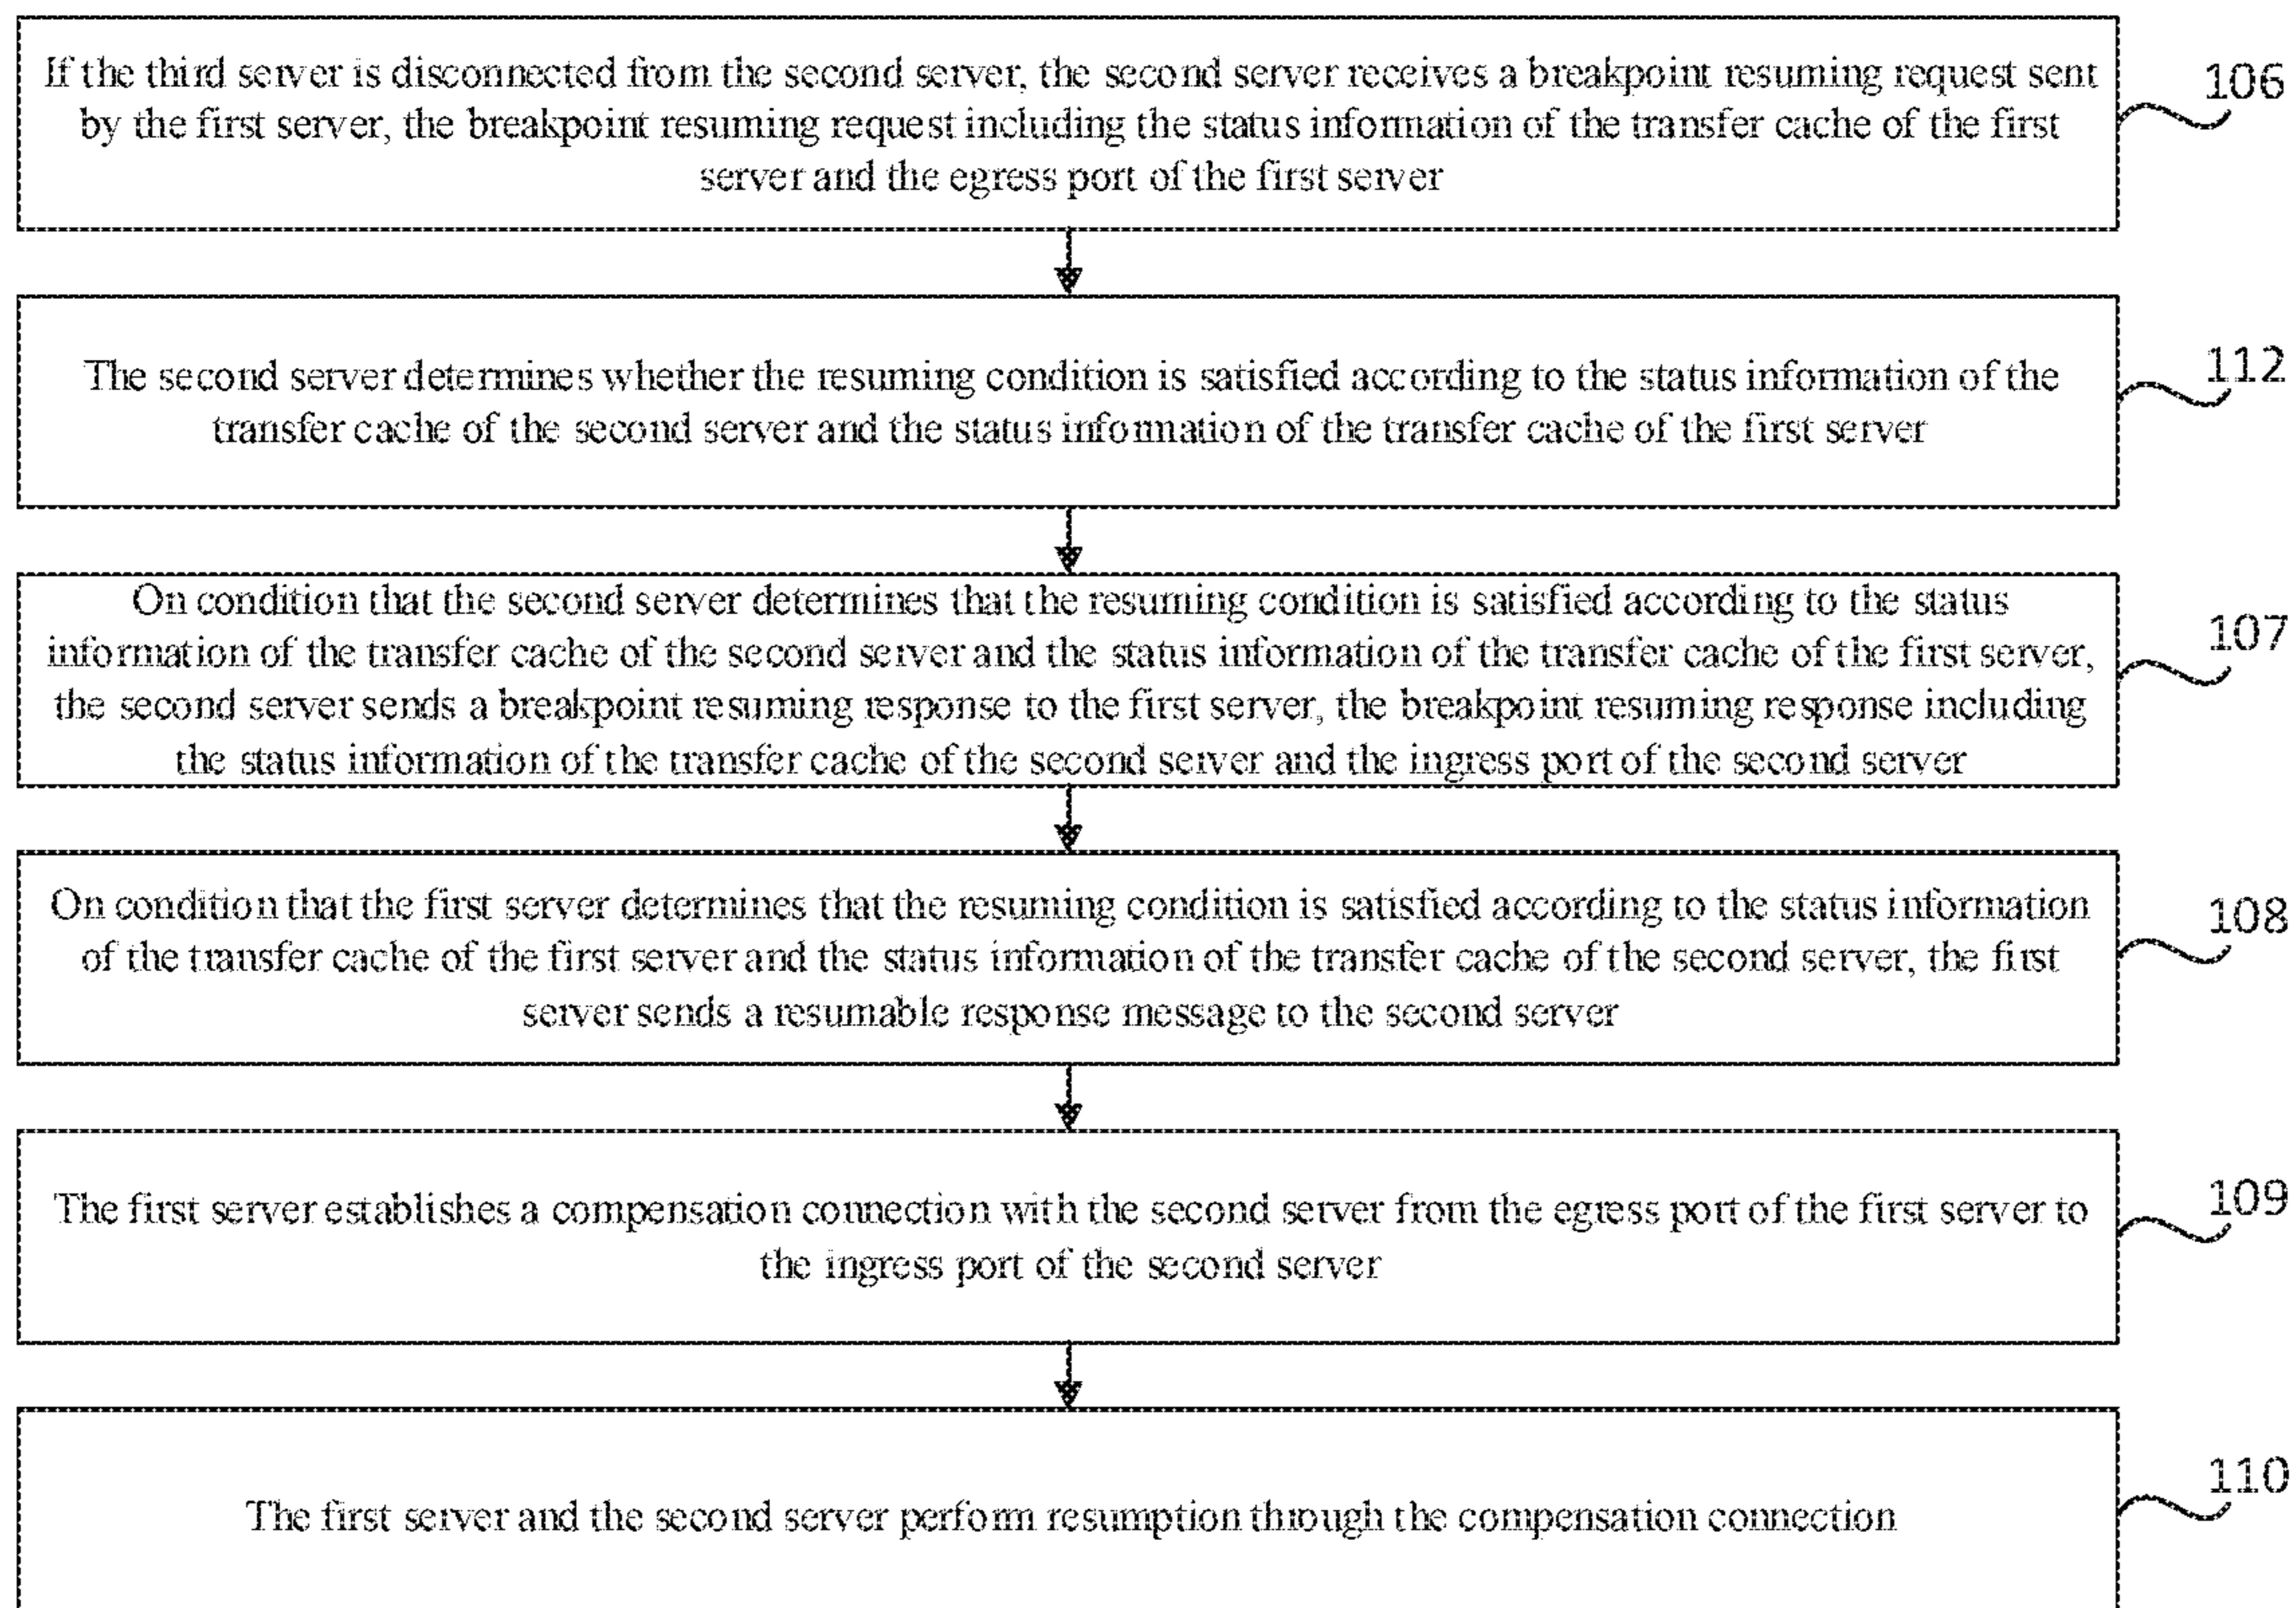 If the third server is disconnected from the second server, the second server receives a breakpoint resuming request sent
106
by the first server, the breakpoint resuming request including the status information of the transfer cache of the first
server and the egress port of the first server
The second server determines whether the resuming condition is satisfied according to the status information of the
112
transfer cache of the second server and the status information of the transfer cache of the first server
On condition that the second server determines that the resuming condition is satisfied according to the status
107
information of the transfer cache of the second server and the status information of the transfer cache of the first server,
the second server sends a breakpoint resuming response to the first server, the breakpoint resuming response including
the status information of the transfer cache of the second server and the ingress port of the second server
On condition that the first server determines that the resuming condition is satisfied according to the status information
108
of the transfer cache of the first server and the status information of the transfer cache of the second server, the first
server sends a resumable response message to the second server
The first server establishes a compensation connection with the second server from the egress port of the first server to
109
the ingress port of the second server
The first server and the second server perform resumption through the compensation connection
110